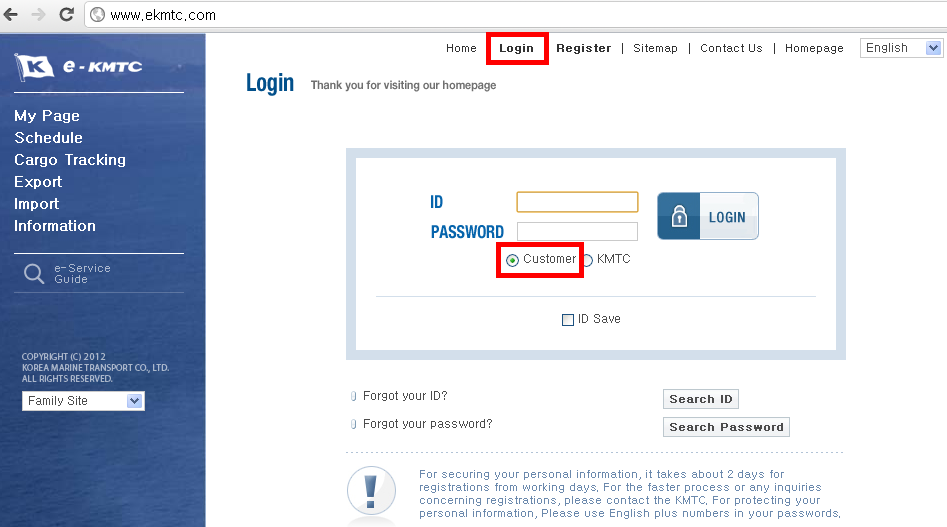 www.ekmtc.com
Home Login Register | Sitemap | Contact Us | Homepage English
K e-KMTC
Login Thank you for visiting our homepage
My Page
Schedule
Cargo Tracking
Export
Import
Information
e-Service
Guide
COPYRIGHT (C) 2012
KOREA MARINE TRANSPORT CO., LTD.
ALL RIGHTS RESERVED.
Family Site
ID
PASSWORD
LOGIN
Customer KMTC
ID Save
Forgot your ID? Search ID
Forgot your password? Search Password
For securing your personal information, it takes about 2 days for
registrations from working days. For the faster process or any inquiries
concerning registrations, please contact the KMTC. For protecting your
personal information, Please use English plus numbers in your passwords.